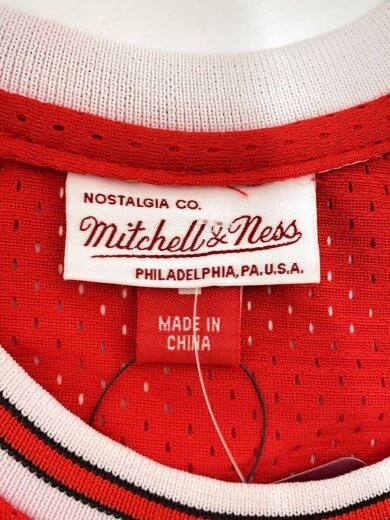 NOSTALGIA CO.
Mitchell & Ness
PHILADELPHIA, PA. U.S.A.
MADE IN
CHINA